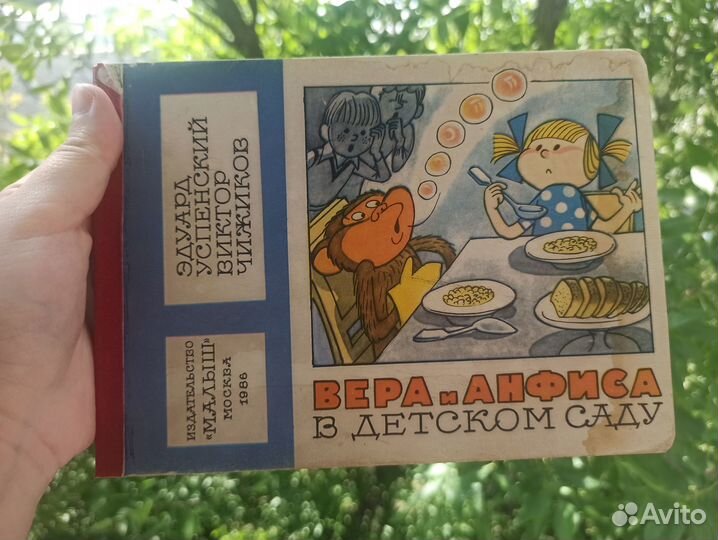 ЭДУАРД
УСПЕНСКИЙ
ВИКТОР
ЧИЖИКОВ
ИЗДАТЕЛЬСТВО
«МАЛЫШ»
МОСКВА
1986
ВЕРА и АНФИСА
В ДЕТСКОМ САДУ
Avito